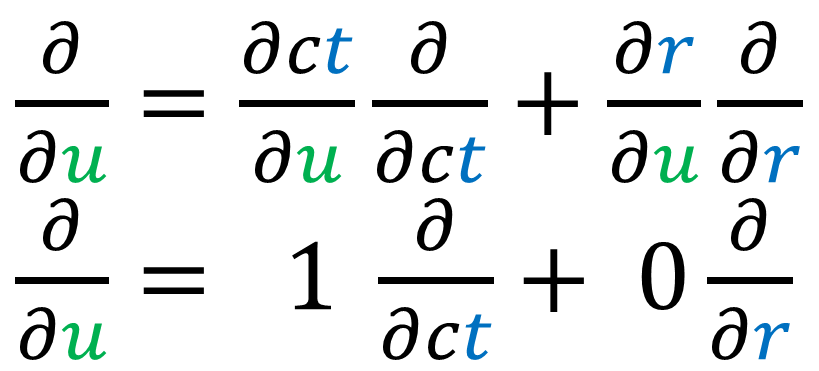 ∂/∂u = ∂ct/∂u ∂/∂ct + ∂r/∂u ∂/∂r
∂/∂u = 1 ∂/∂ct + 0 ∂/∂r